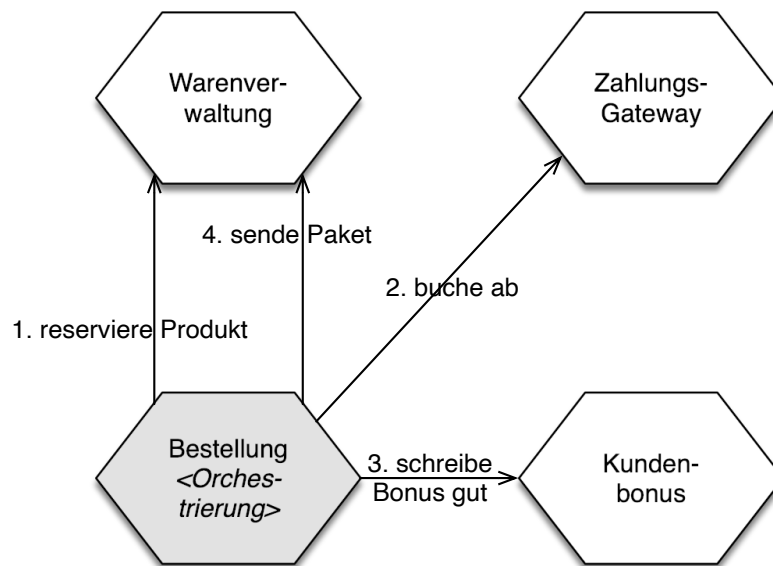 Warenver-
waltung
Zahlungs-
Gateway
4. sende Paket
2. buche ab
1. reserviere Produkt
Bestellung
<Orches-
trierung>
3. schreibe
Bonus gut
Kunden-
bonus